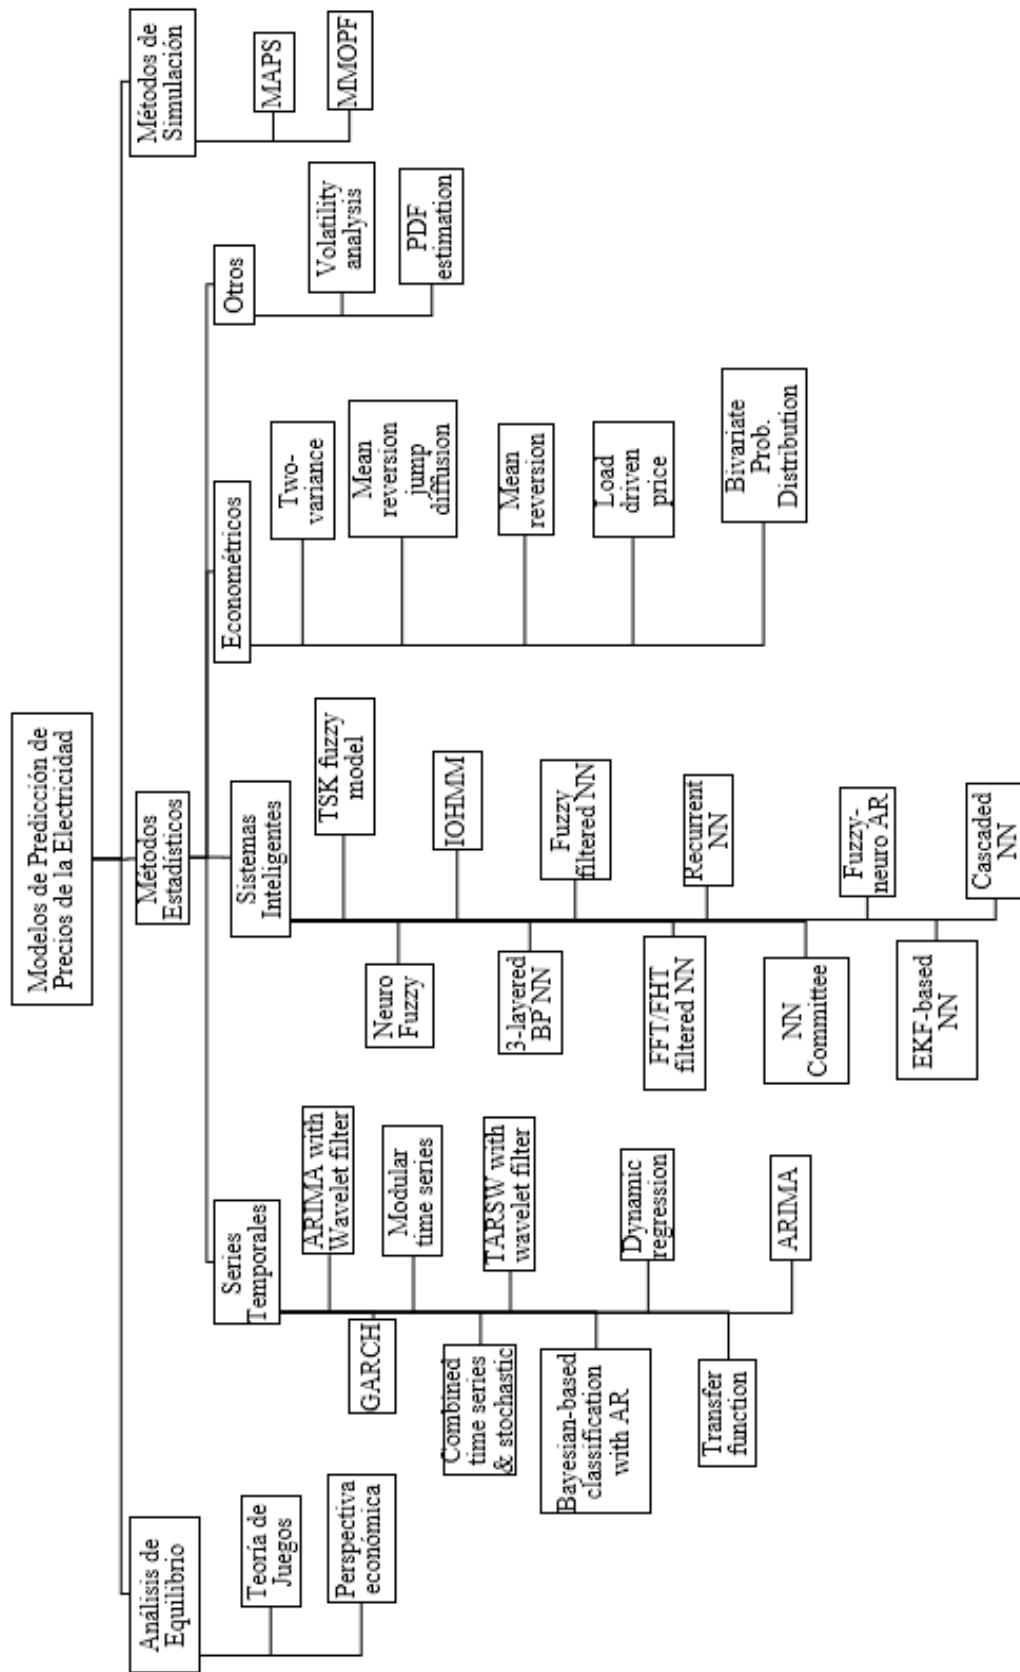 Modelos de Predicción de
Precios de la Electricidad
Análisis de
Equilibrio
Teoría de
Juegos
Perspectiva
económica
Métodos
Estadísticos
Series
Temporales
ARIMA with
Wavelet filter
GARCH
Modular
time series
Combined
time series
& stochastic
TARSW with
wavelet filter
Bayesian-based
classification
with AR
Dynamic
regression
Transfer
function
ARIMA
Sistemas
Inteligentes
TSK fuzzy
model
Neuro
Fuzzy
IOHMM
3-layered
BP NN
Fuzzy
filtered NN
FFT/FHT
filtered NN
Recurrent
NN
NN
Committee
Fuzzy-
neuro AR
EKF-based
NN
Cascaded
NN
Econométricos
Two-
variance
Mean
reversion
jump
diffusion
Mean
reversion
Load
driven
price
Bivariate
Prob.
Distribution
Otros
Volatility
analysis
PDF
estimation
Métodos de
Simulación
MAPS
MMOPF